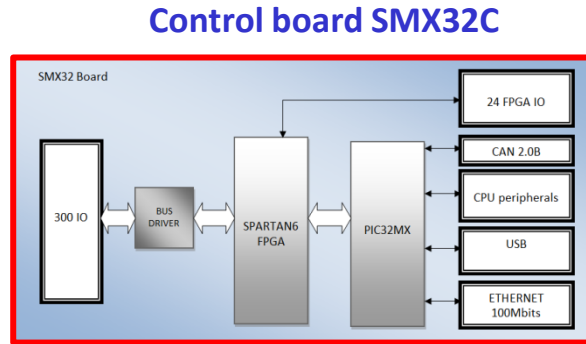 Control board SMX32C
SMX32 Board
24 FPGA IO
CAN 2.0B
CPU peripherals
300 IO
BUS
DRIVER
SPARTAN6
FPGA
PIC32MX
USB
ETHERNET
100Mbits